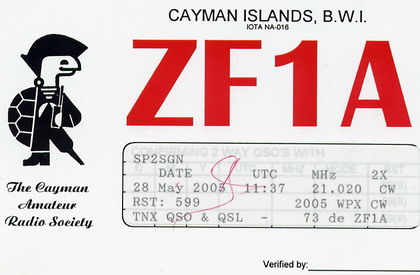 CAYMAN ISLANDS, B.W.I.
IOTA NA-016
ZF1A
CONFIRMING 2 WAY QSO'S WITH
SP2SGN
DATE UTC MHz 2X
28 May 2005 11:37 21.020 CW
RST: 599 2005 WPX CW
TNX QSO & QSL - 73 de ZF1A
The Cayman
Amateur
Radio Society
Verified by: